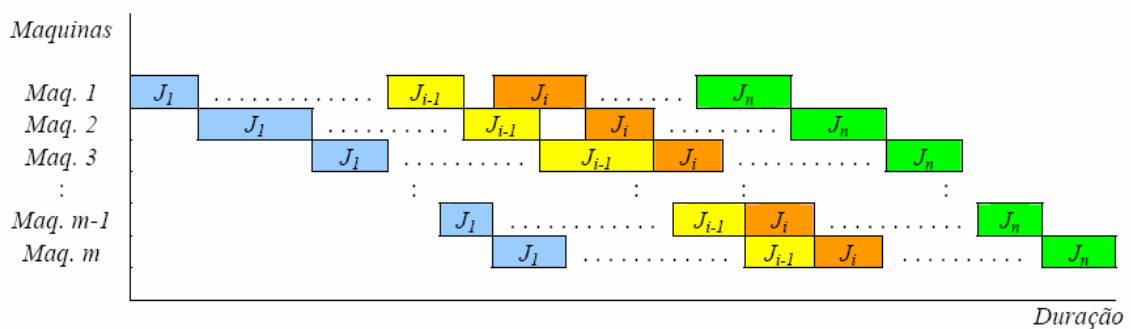 Maquinas
Maq. 1 J1 . . . . . . . . . . . . . Ji-1 Ji . . . . . . . Jn
Maq. 2 J1 . . . . . . . . . . . Ji-1 Ji . . . . . . . . . Jn
Maq. 3 J1 . . . . . . . . . . Ji-1 Ji . . . . . . . . . . . Jn
: : : : :
Maq. m-1 J1 . . . . . . . . . . . . Ji-1 Ji . . . . . . . . . . . Jn
Maq. m J1 . . . . . . . . . . . . Ji-1 Ji . . . . . . . . . . Jn
Duração